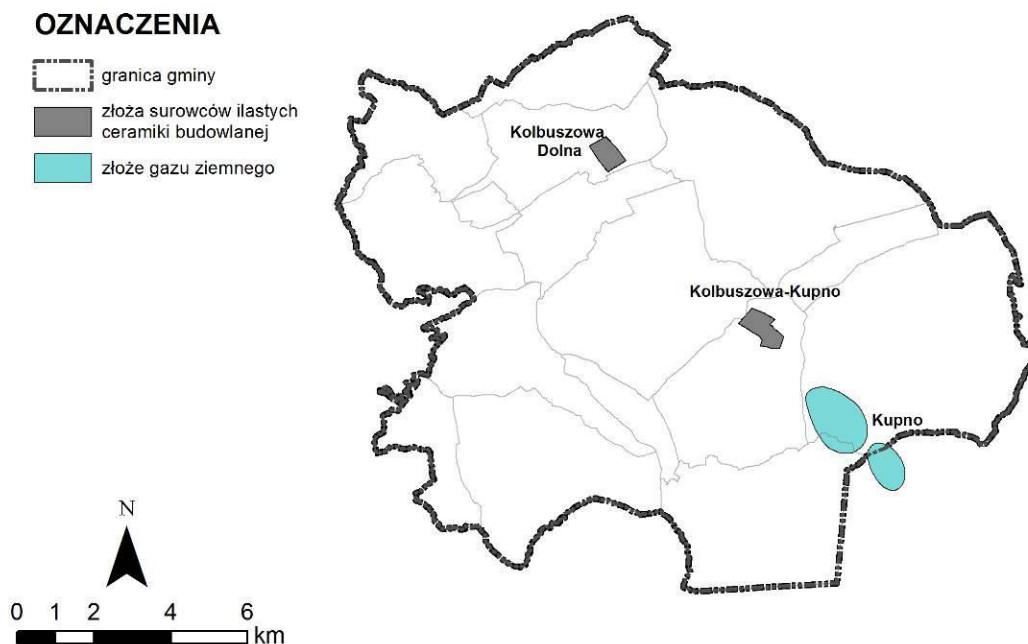 OZNACZENIA
granica gminy
złoża surowców ilastych
ceramiki budowlanej
złoże gazu ziemnego
Kolbuszowa
Dolna
Kolbuszowa-Kupno
Kupno
N
0 1 2 4 6
km